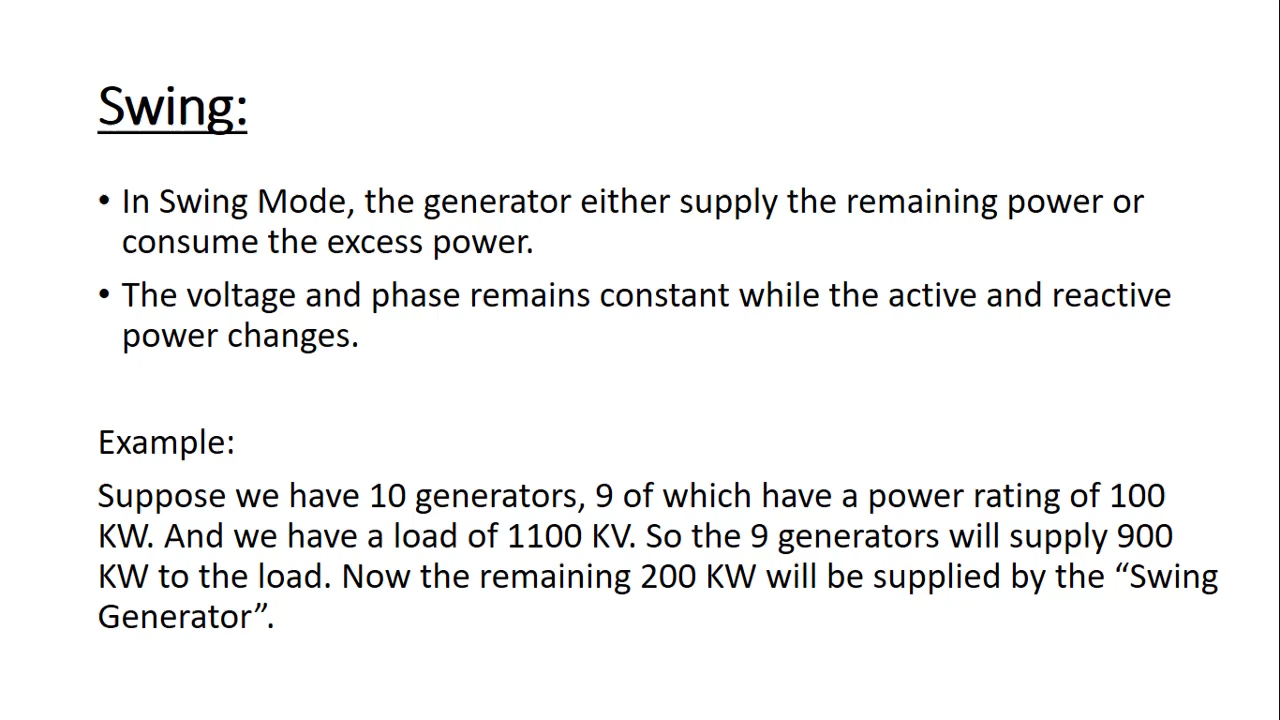 Swing:
• In Swing Mode, the generator either supply the remaining power or
consume the excess power.
• The voltage and phase remains constant while the active and reactive
power changes.
Example:
Suppose we have 10 generators, 9 of which have a power rating of 100
KW. And we have a load of 1100 KV. So the 9 generators will supply 900
KW to the load. Now the remaining 200 KW will be supplied by the “Swing
Generator”.